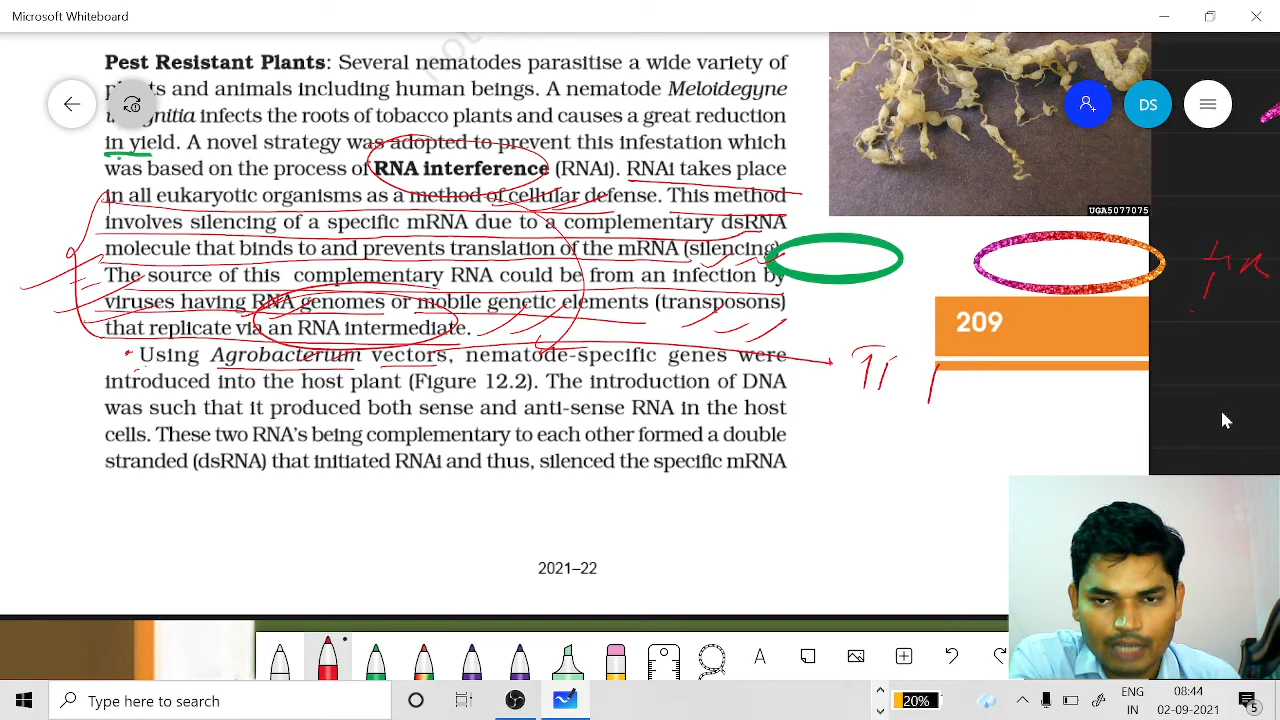 Microsoft Whiteboard
Pest Resistant Plants: Several nematodes parasitise a wide variety of
and animals including human beings. A nematode Meloidegyne
infects the roots of tobacco plants and causes a great reduction
in yield. A novel strategy was adopted to prevent this infestation which
was based on the process of RNA interference (RNAi). RNAi takes place
in all eukaryotic organisms as a method of cellular defense. This method
involves silencing of a specific mRNA due to a complementary dsRNA
molecule that binds to and prevents translation of the mRNA (silencing).
The source of this complementary RNA could be from an infection by
viruses having RNA genomes or mobile genetic elements (transposons)
that replicate via an RNA intermediate.
Using Agrobacterium vectors, nematode-specific genes were
introduced into the host plant (Figure 12.2). The introduction of DNA
was such that it produced both sense and anti-sense RNA in the host
cells. These two RNA's being complementary to each other formed a double
stranded (dsRNA) that initiated RNAi and thus, silenced the specific mRNA
2021–22
DS
UGA5077075
209
Type here to search
20%
ENG
IN
08:44
02-09-2021
5